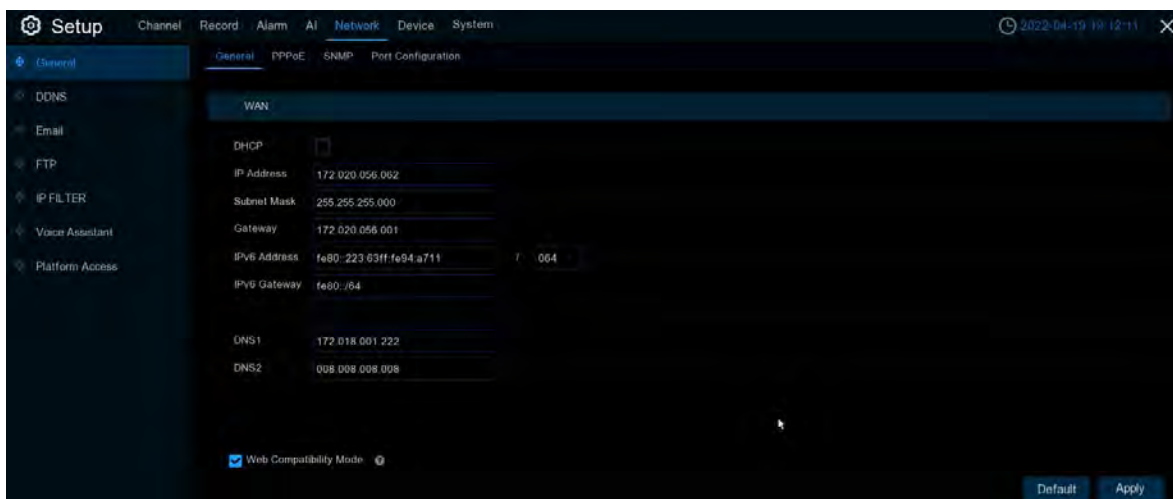 Setup Channel Record Alarm AI Network Device System 2022-04-19 19:12:11
General General PPPoE SNMP Port Configuration
DDNS
WAN
Email
DHCP
FTP
IP Address 172.020.056.062
IP FILTER
Subnet Mask 255.255.255.000
Voice Assistant
Gateway 172.020.056.001
IPv6 Address fe80::223:63ff:fe94:a711 / 064
Platform Access
IPv6 Gateway fe80::/64
DNS1 172.018.001.222
DNS2 008.008.008.008
Web Compatibility Mode
Default Apply